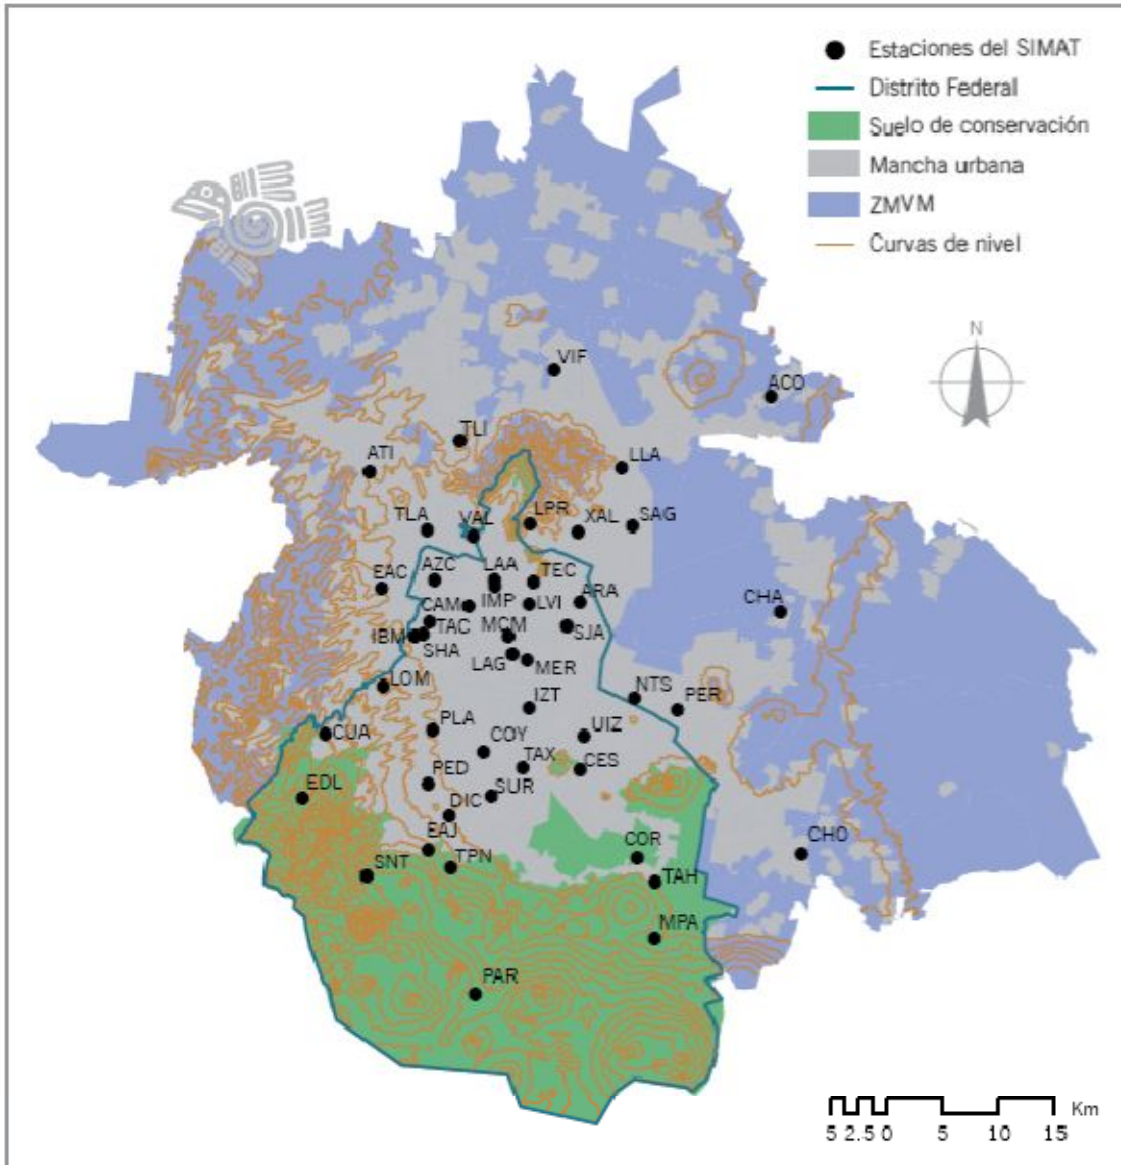 Estaciones del SIMAT
Distrito Federal
Suelo de conservación
Mancha urbana
ZMVM
Curvas de nivel
N
VIF
ACO
TLI
ATI
LLA
TLA
VAL
LPR
XAL
SAG
EAC
AZC
LAA
TEC
CAM
IMP
LVI
ARA
CHA
TAC
IBM
SHA
MCM
SJA
LAG
MER
LOM
IZT
NTS
PER
CUA
PLA
COY
UIZ
TAX
CES
EDL
PED
SUR
DIC
EAJ
TPN
COR
CHO
SNT
TAH
MPA
PAR
Km
5 2.5 0 5 10 15